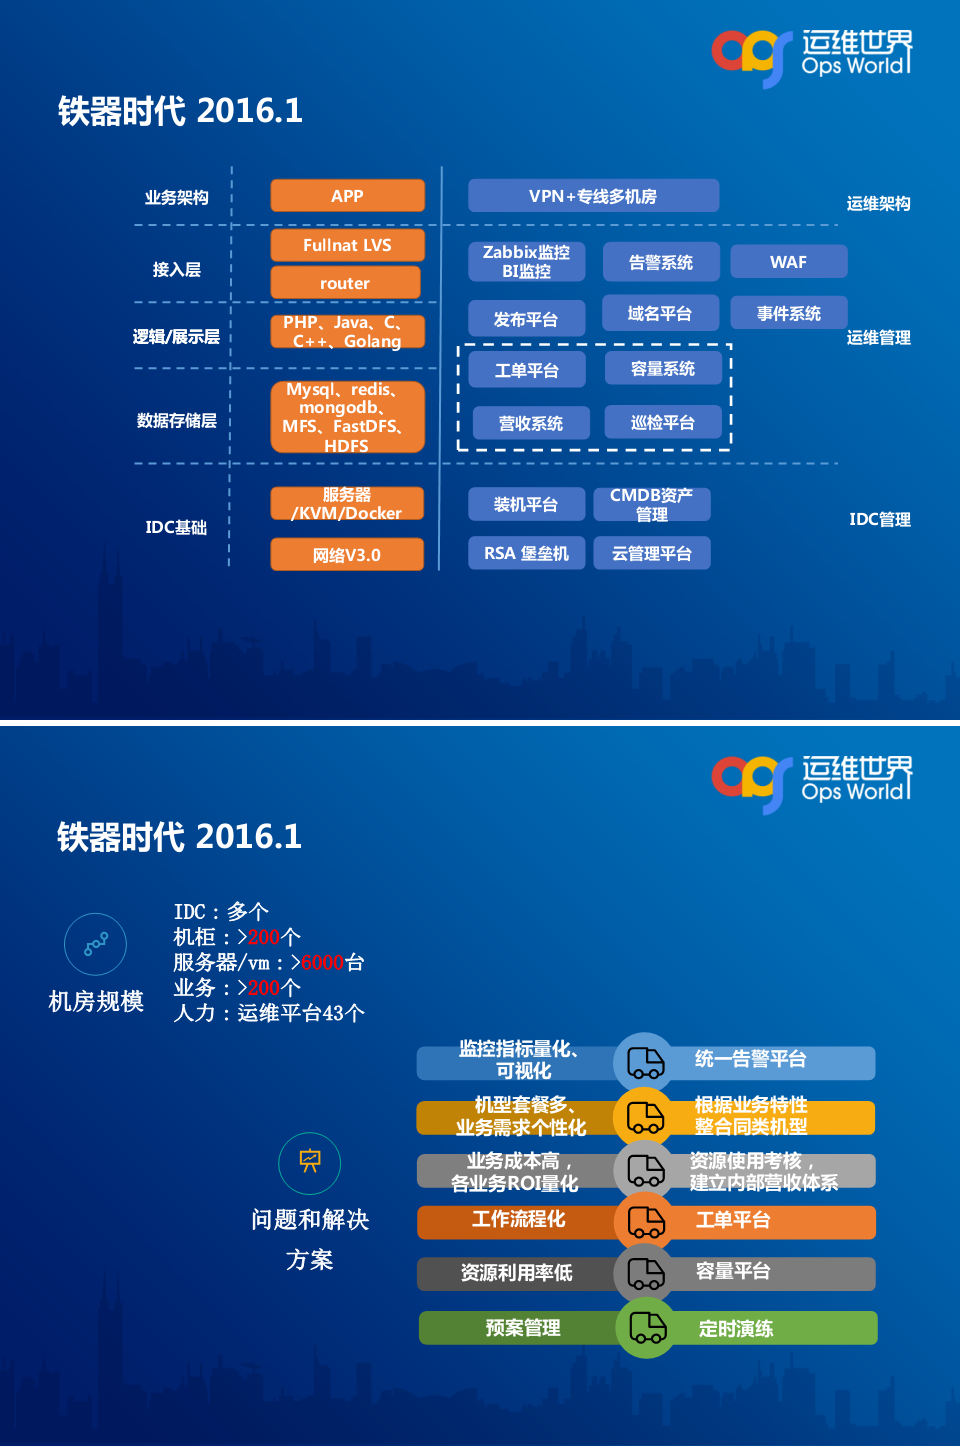 运维世界
Ops World
铁器时代 2016.1
业务架构
APP
VPN+专线多机房
运维架构
接入层
Fullnat LVS
router
Zabbix监控
BI监控
告警系统
WAF
发布平台
域名平台
事件系统
逻辑/展示层
PHP、Java、C、
C++、Golang
运维管理
工单平台
容量系统
数据存储层
Mysql、redis、
mongodb、
MFS、FastDFS、
HDFS
营收系统
巡检平台
IDC基础
服务器
/KVM/Docker
网络V3.0
装机平台
CMDB资产
管理
RSA 堡垒机
云管理平台
IDC管理
运维世界
Ops World
铁器时代 2016.1
机房规模
IDC：多个
机柜：>200个
服务器/vm：>6000台
业务：>200个
人力：运维平台43个
问题和解决
方案
监控指标量化、
可视化
统一告警平台
机型套餐多、
业务需求个性化
根据业务特性
整合同类机型
业务成本高，
各业务ROI量化
资源使用考核，
建立内部营收体系
工作流程化
工单平台
资源利用率低
容量平台
预案管理
定时演练